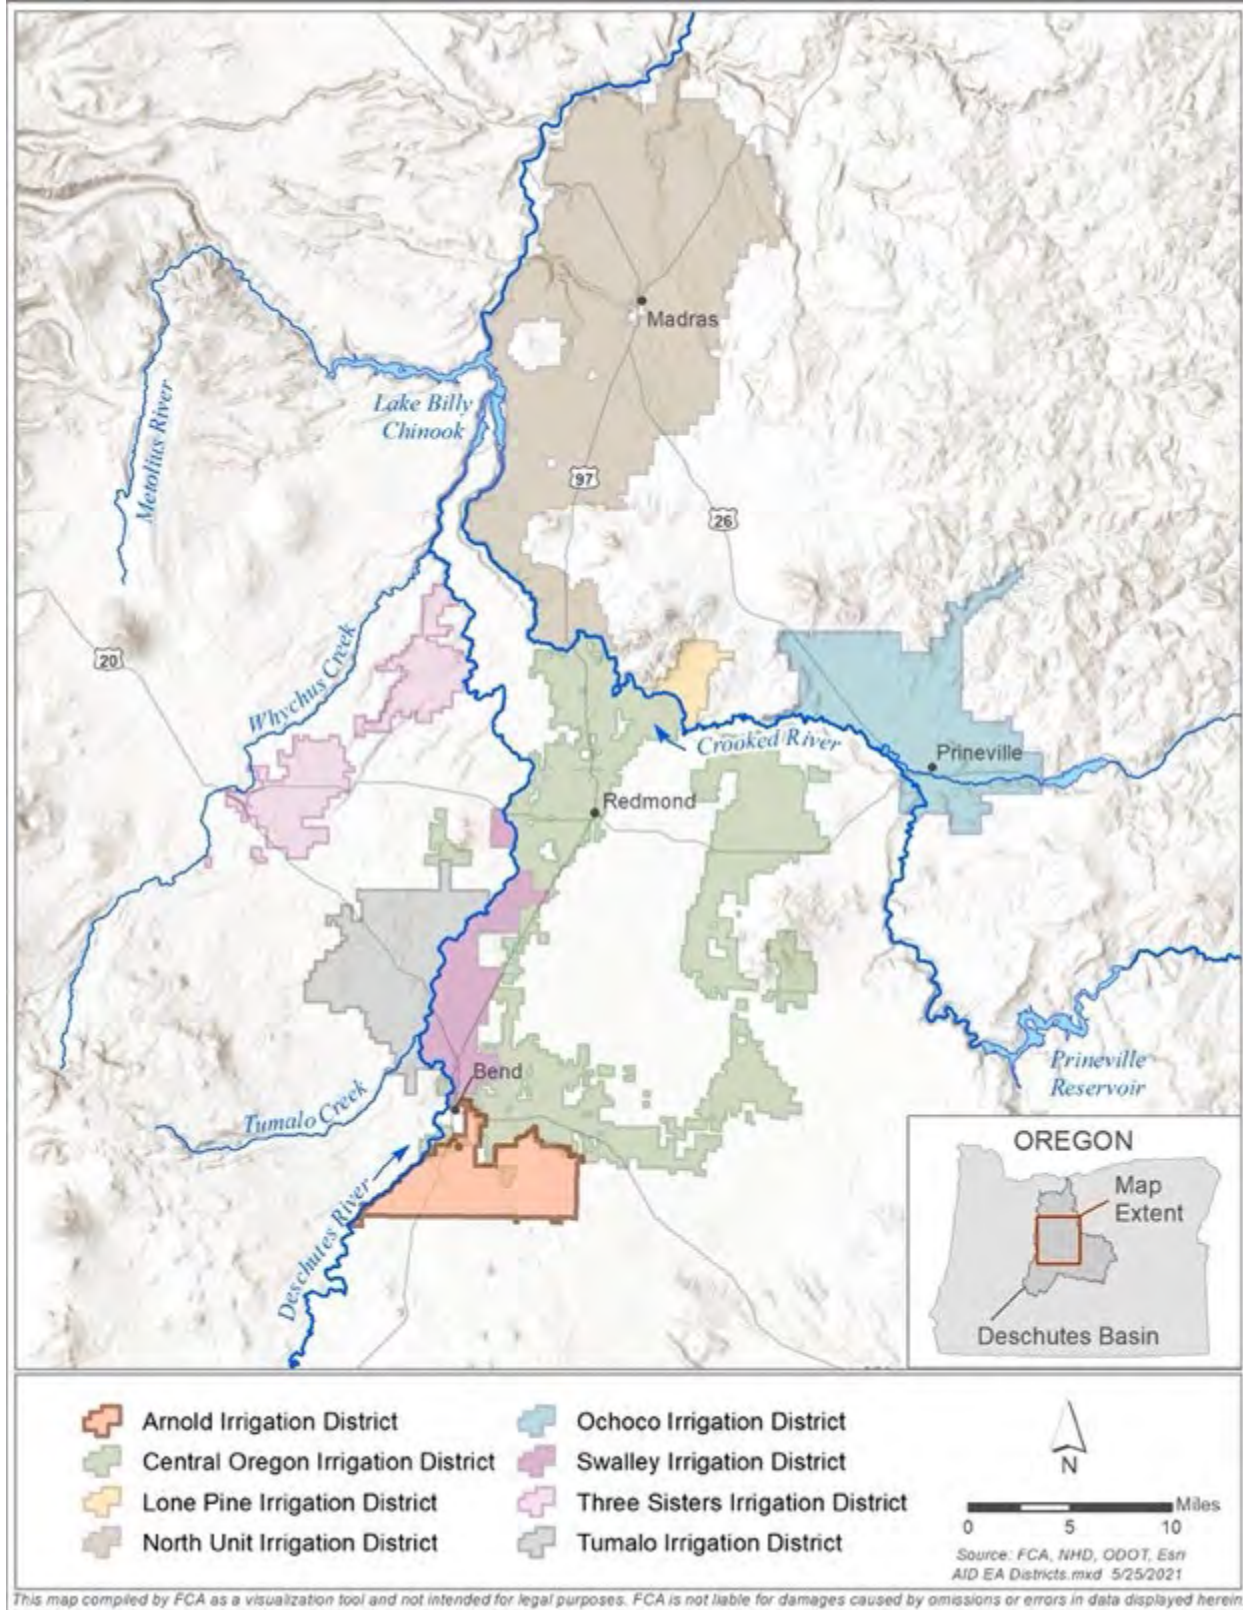 Madras
Lake Billy
Chinook
Metolius River
97
26
20
Whychus Creek
Crooked River
Prineville
Redmond
Bend
Tumalo Creek
Deschutes River
Prineville
Reservoir
OREGON
Map
Extent
Deschutes Basin
Arnold Irrigation District
Central Oregon Irrigation District
Lone Pine Irrigation District
North Unit Irrigation District
Ochoco Irrigation District
Swalley Irrigation District
Three Sisters Irrigation District
Tumalo Irrigation District
N
Miles
0 5 10
Source: FCA, NHD, ODOT, Esri
AID EA Districts.mxd 5/25/2021
This map compiled by FCA as a visualization tool and not intended for legal purposes. FCA is not liable for damages caused by omissions or errors in data displayed herein